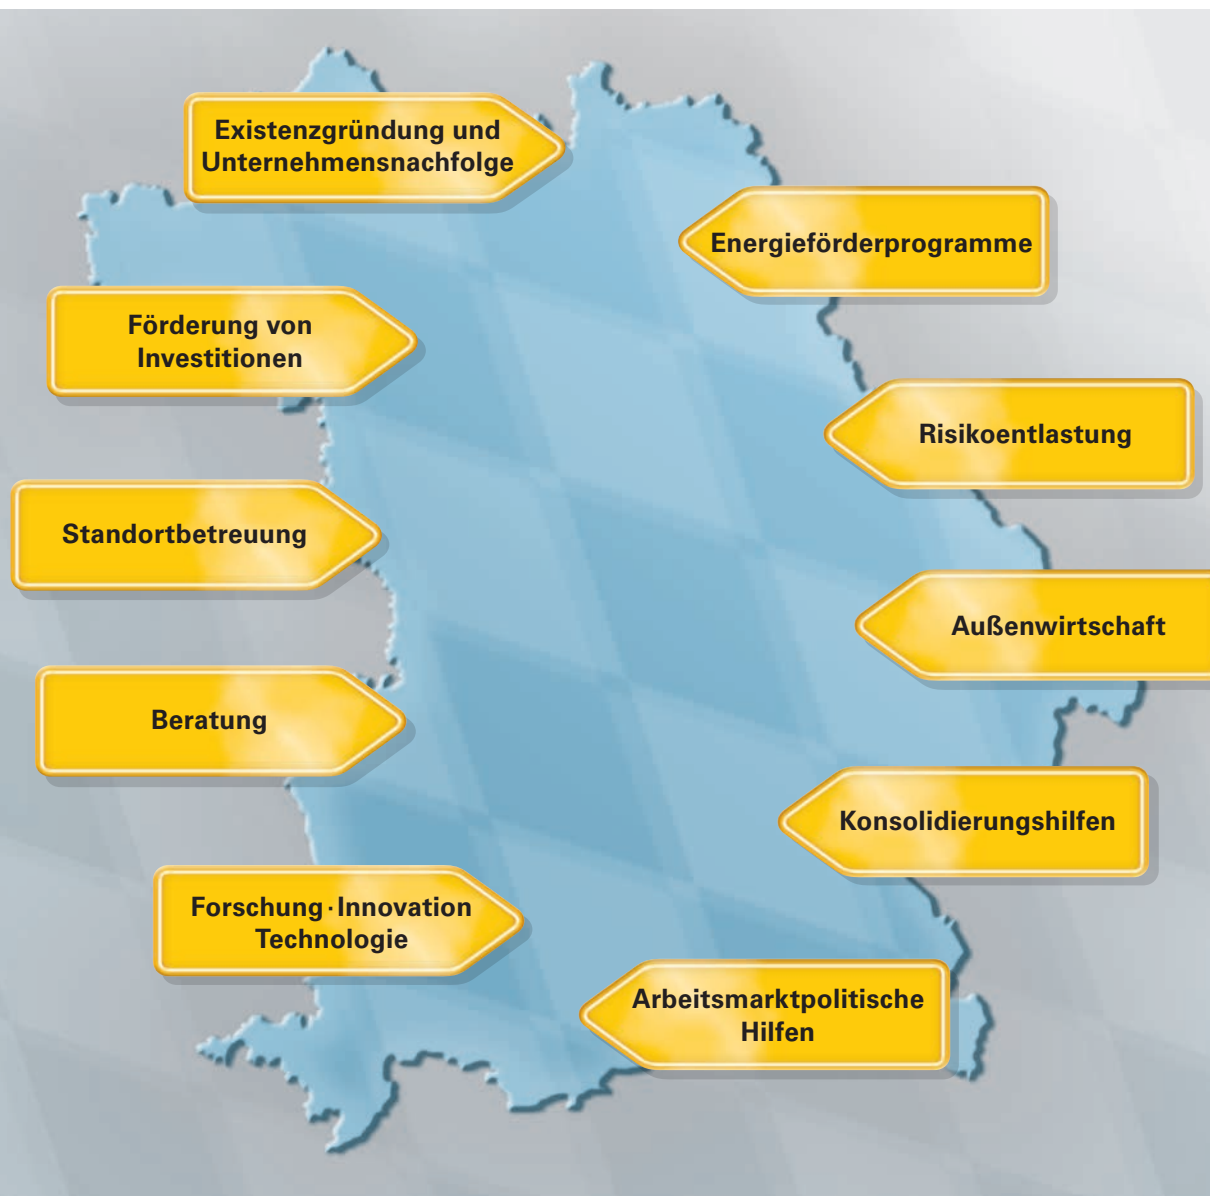 Existenzgründung und
Unternehmensnachfolge
Energieförderprogramme
Förderung von
Investitionen
Risikoentlastung
Standortbetreuung
Außenwirtschaft
Beratung
Konsolidierungshilfen
Forschung · Innovation
Technologie
Arbeitsmarktpolitische
Hilfen